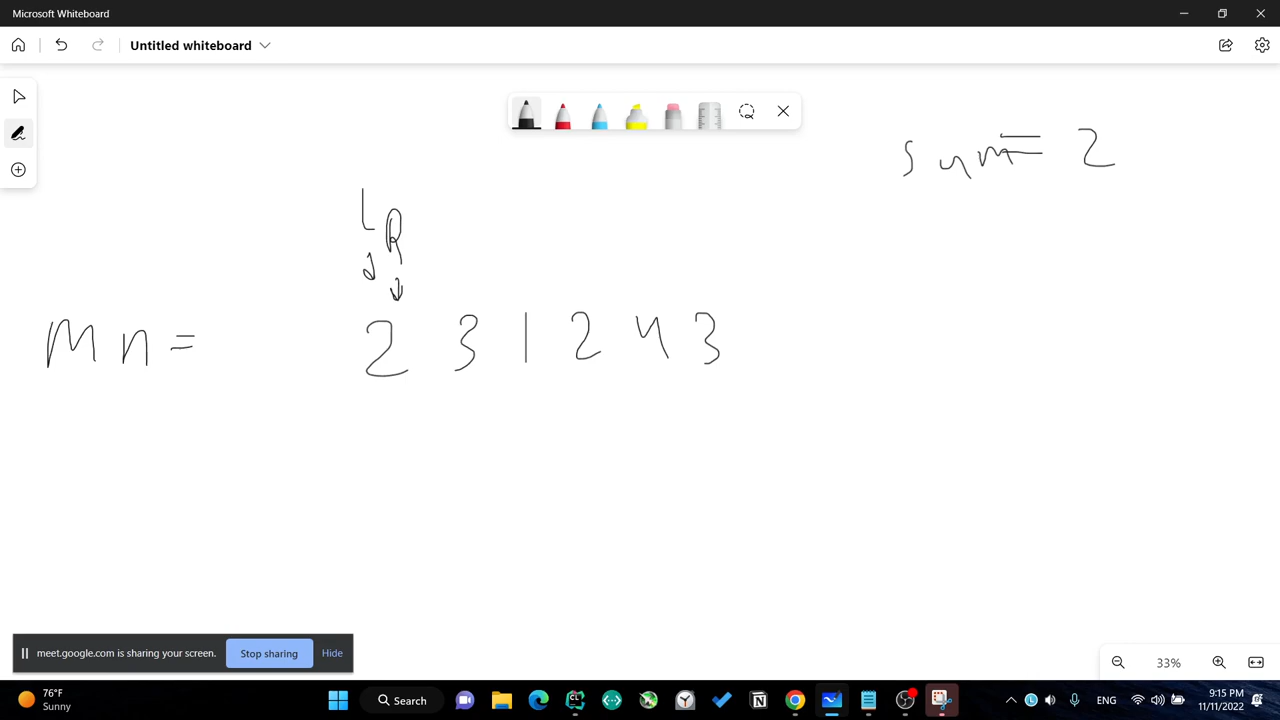 Microsoft Whiteboard
Untitled whiteboard
sum= 2
L R
Mn= 2 3 1 2 4 3
meet.google.com is sharing your screen. Stop sharing Hide
33%
76°F
Sunny
Search
ENG
9:15 PM
11/11/2022